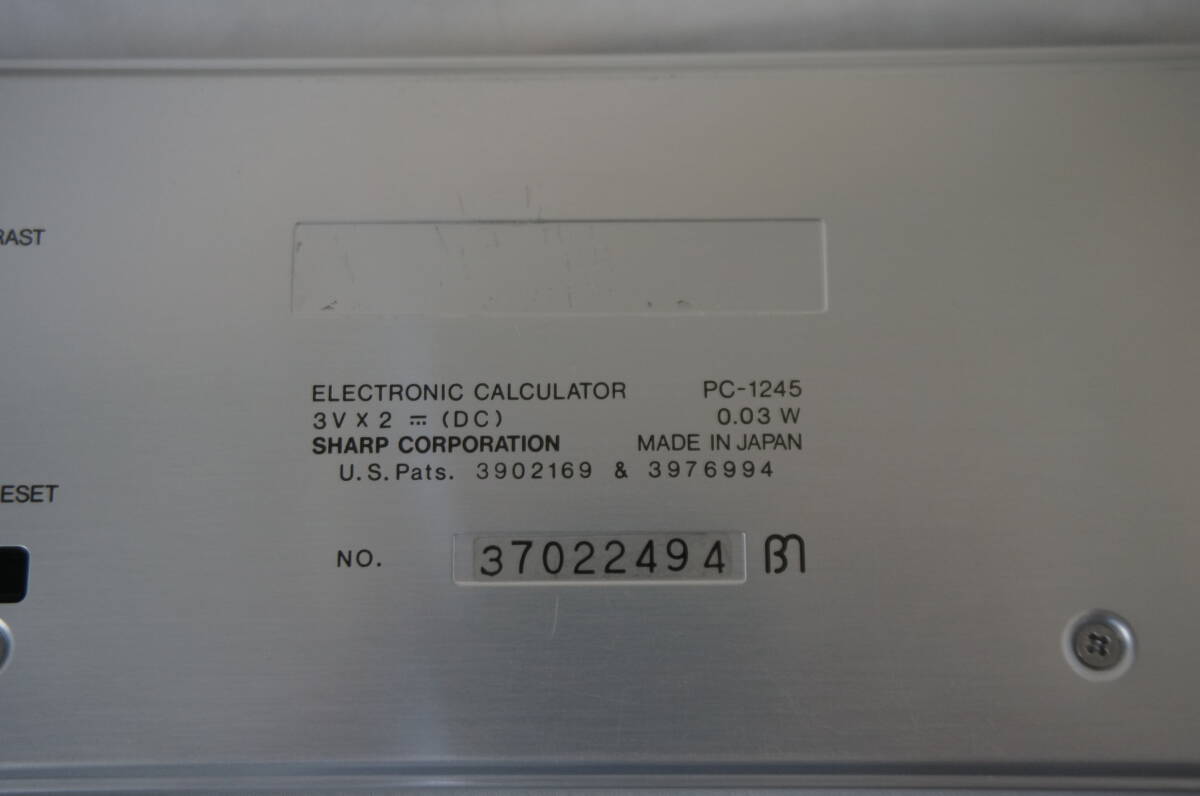 RAST
ELECTRONIC CALCULATOR PC-1245
3V X 2 ⎓ (DC) 0.03 W
SHARP CORPORATION MADE IN JAPAN
U.S. Pats. 3902169 & 3976994
ESET
NO. 37022494